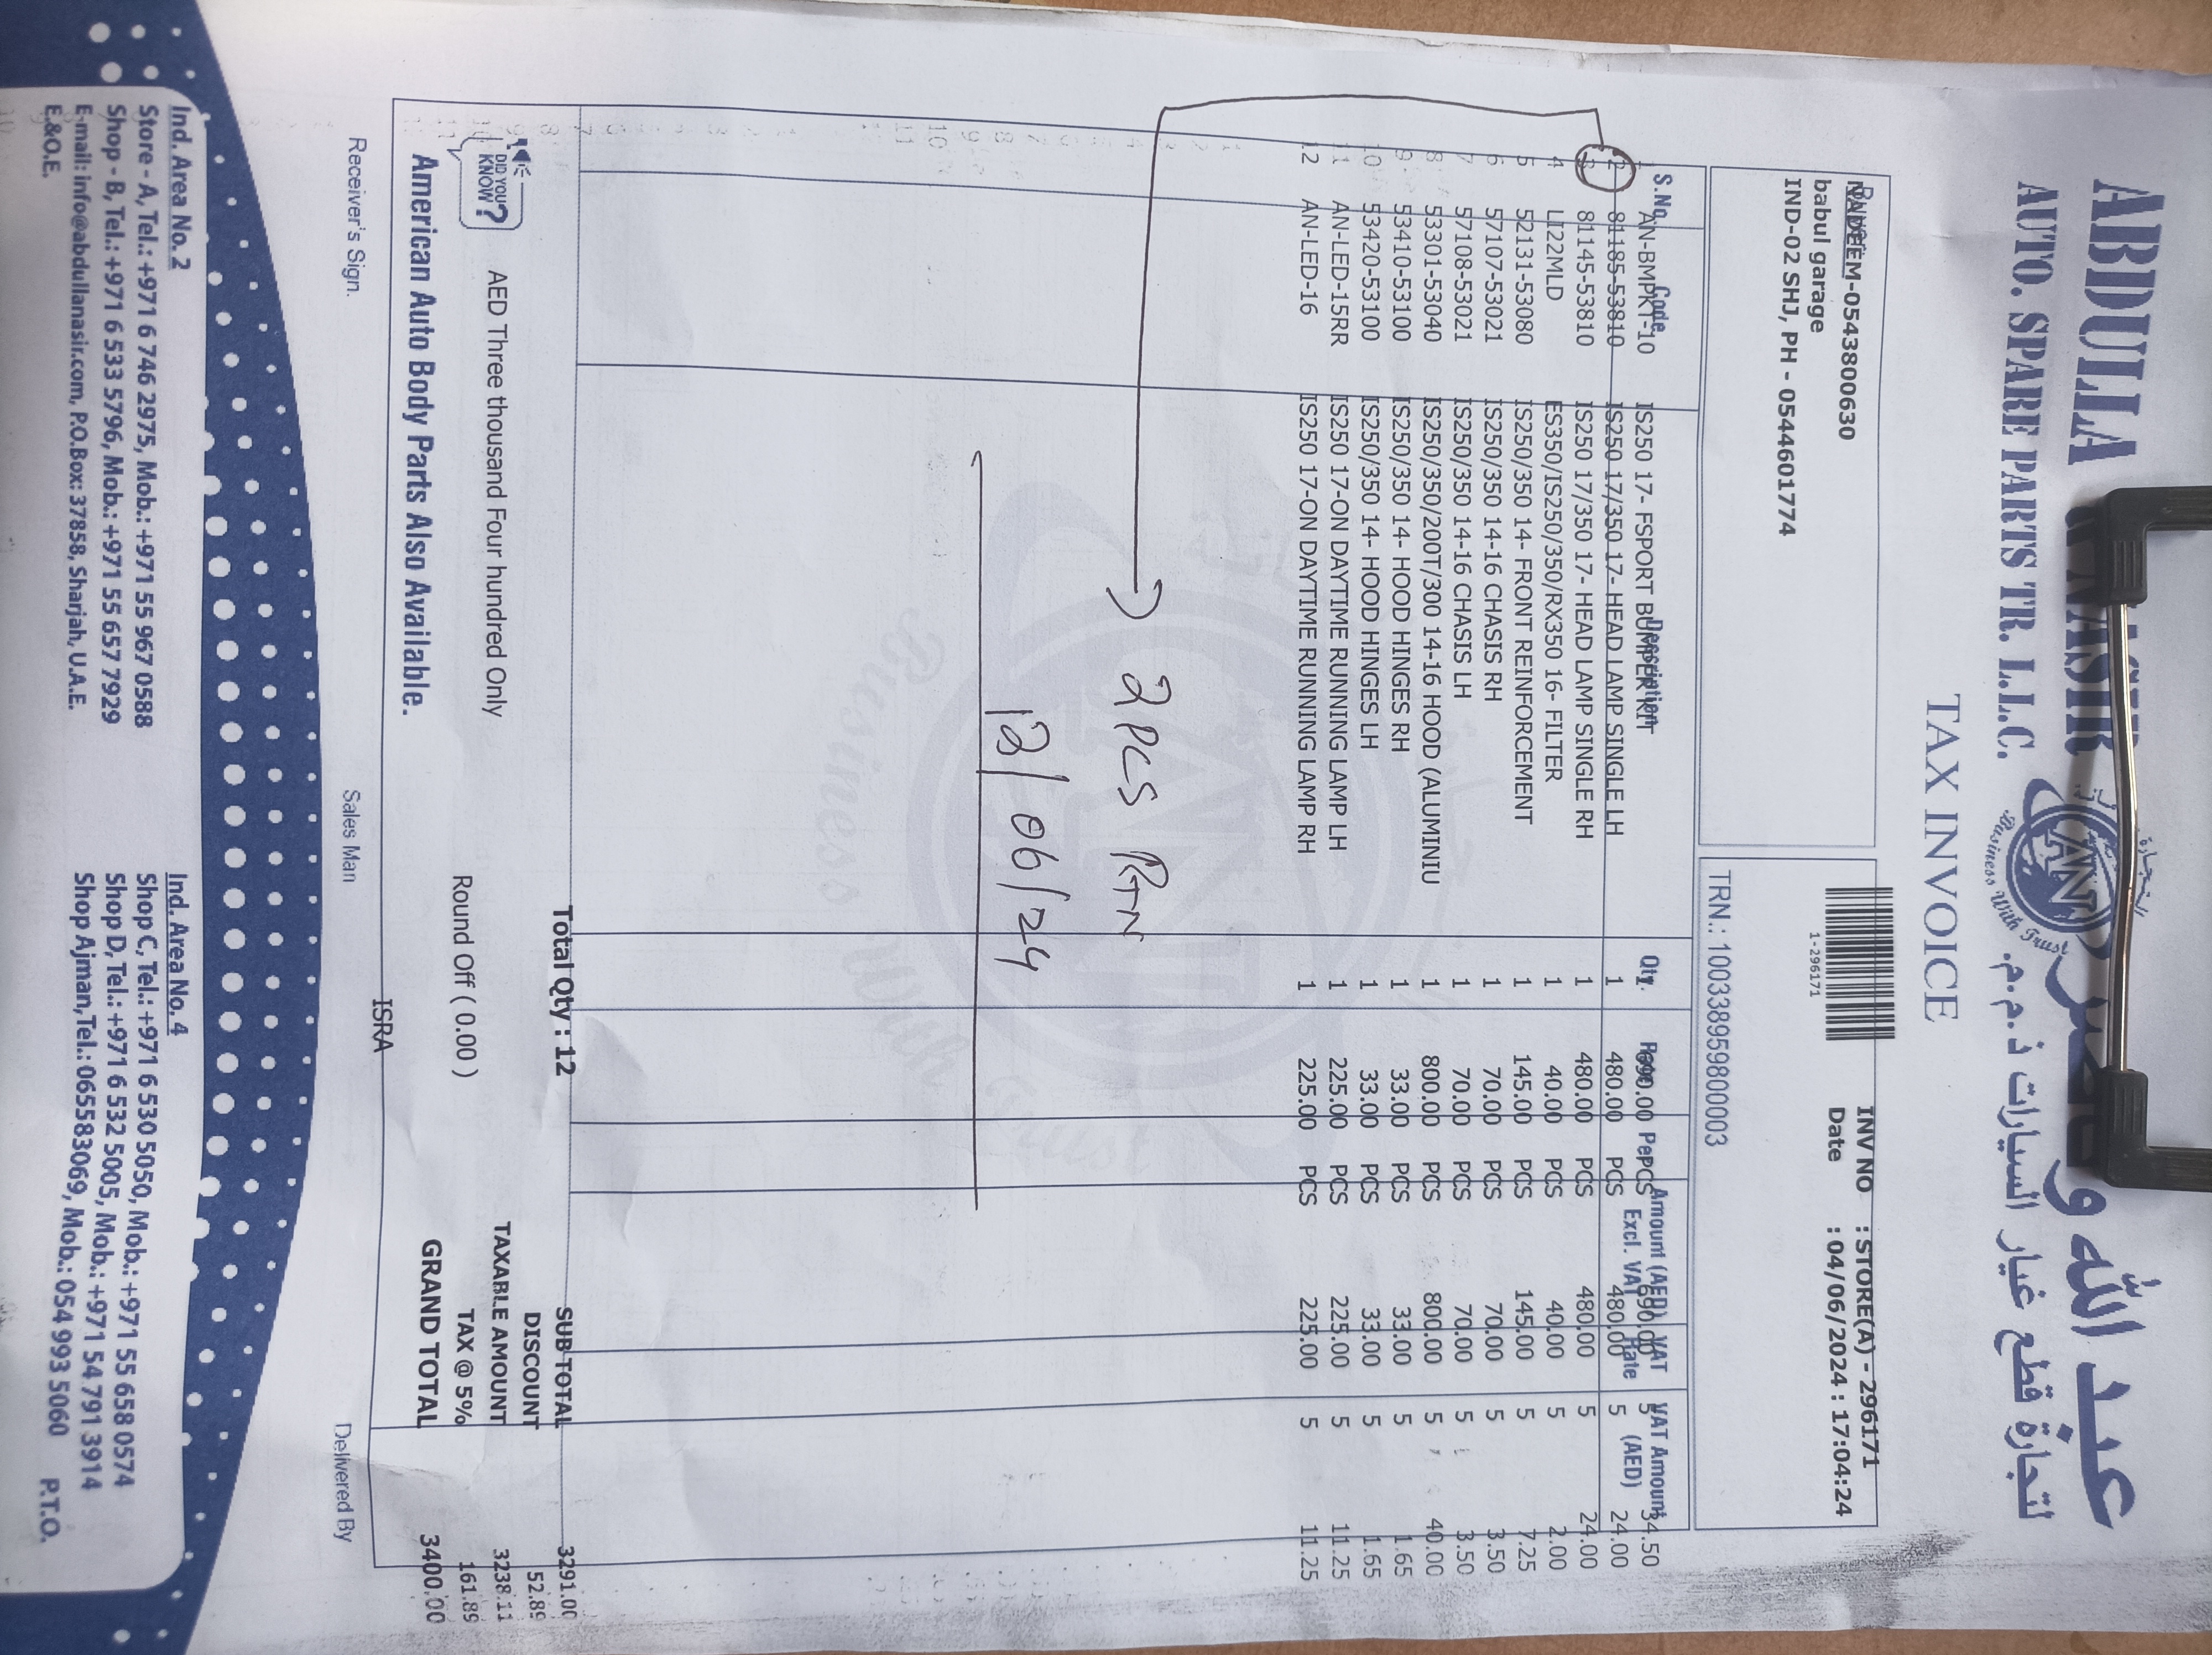 ABDULLA
AUTO. SPARE PARTS TR. L.L.C.
عبد الله و
لتجارة قطع غيار السيارات ذ.م.م.
AN
Business With Trust
TAX INVOICE
NADEEM-0543800630
babul garage
IND-02 SHJ, PH - 0544601774
1-296171
INV NO : STORE(A) - 296171
Date : 04/06/2024 : 17:04:24
TRN.: 100338959800003
S.No. Code Description Qty. Rate Per Amount (AED) Excl. VAT VAT Rate VAT Amount (AED)
AN-BMPKT-10 IS250 17- FSPORT BUMPER KIT 1 690.00 PCS 690.00 5 34.50
2 81185-53810 IS250 17/350 17- HEAD LAMP SINGLE LH 1 480.00 PCS 480.00 5 24.00
3 81145-53810 IS250 17/350 17- HEAD LAMP SINGLE RH 1 480.00 PCS 480.00 5 24.00
4 L122MLD ES350/IS250/350/RX350 16- FILTER 1 40.00 PCS 40.00 5 2.00
5 52131-53080 IS250/350 14- FRONT REINFORCEMENT 1 145.00 PCS 145.00 5 7.25
6 57107-53021 IS250/350 14-16 CHASIS RH 1 70.00 PCS 70.00 5 3.50
7 57108-53021 IS250/350 14-16 CHASIS LH 1 70.00 PCS 70.00 5 3.50
8 53301-53040 IS250/350/200T/300 14-16 HOOD (ALUMINIU 1 800.00 PCS 800.00 5 40.00
9 53410-53100 IS250/350 14- HOOD HINGES RH 1 33.00 PCS 33.00 5 1.65
10 53420-53100 IS250/350 14- HOOD HINGES LH 1 33.00 PCS 33.00 5 1.65
11 AN-LED-15RR IS250 17-ON DAYTIME RUNNING LAMP LH 1 225.00 PCS 225.00 5 11.25
12 AN-LED-16 IS250 17-ON DAYTIME RUNNING LAMP RH 1 225.00 PCS 225.00 5 11.25
2 PCS RTN
12/06/24
Total Qty : 12
SUB TOTAL 3291.00
DISCOUNT 52.89
DID YOU KNOW?
AED Three thousand Four hundred Only
TAXABLE AMOUNT 3238.11
Round Off ( 0.00 )
TAX @ 5% 161.89
American Auto Body Parts Also Available.
GRAND TOTAL 3400.00
ISRA
Receiver's Sign. Sales Man Delivered By
Ind. Area No. 2
Store - A, Tel.: +971 6 746 2975, Mob.: +971 55 967 0588
Shop - B, Tel.: +971 6 533 5796, Mob.: +971 55 657 7929
E-mail: info@abdullanasir.com, P.O.Box: 37858, Sharjah, U.A.E.
E.&O.E.
Ind. Area No. 4
Shop C, Tel.: +971 6 530 5050, Mob.: +971 55 658 0574
Shop D, Tel.: +971 6 532 5005, Mob.: +971 54 791 3914
Shop Ajman, Tel.: 065583069, Mob.: 054 993 5060
P.T.O.